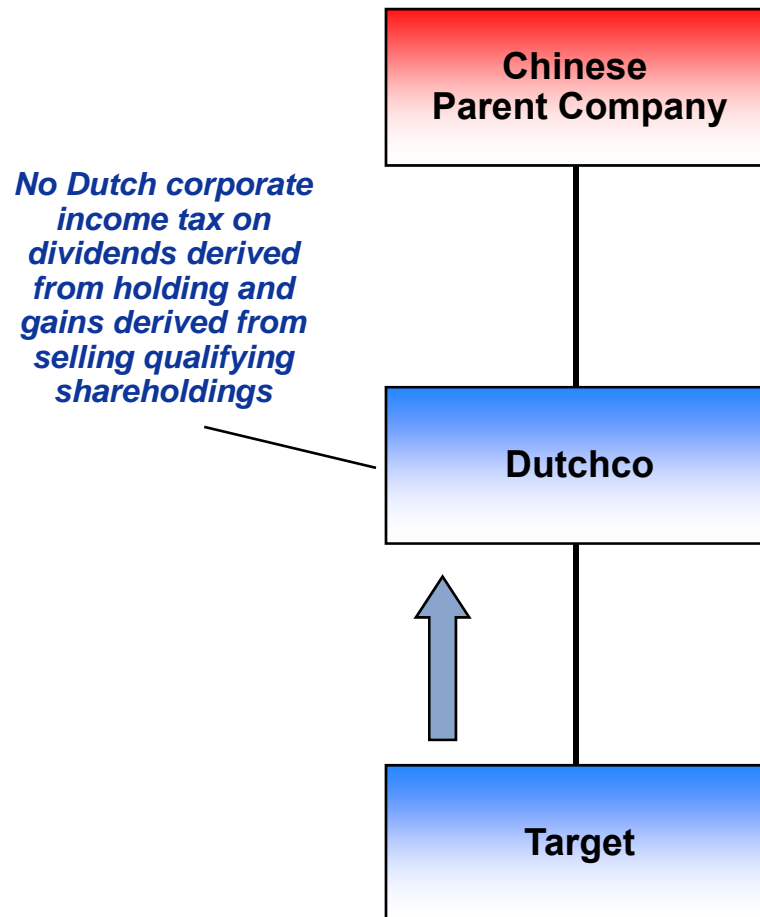 Chinese
Parent Company
No Dutch corporate
income tax on
dividends derived
from holding and
gains derived from
selling qualifying
shareholdings
Dutchco
Target